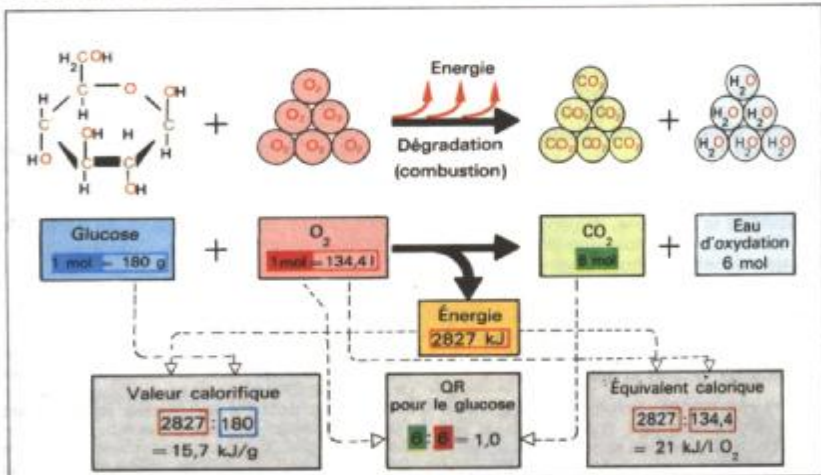 H₂COH
C O OH
H H
C OH H C
HO H
C C
H OH
+
O₂
O₂ O₂
O₂ O₂ O₂
Energie
Dégradation
(combustion)
CO₂
CO₂ CO₂
CO₂ CO₂ CO₂
+
H₂O
H₂O H₂O
H₂O H₂O H₂O
Glucose
1 mol = 180 g
+
O₂
1mol=134,4 l
CO₂
6 mol
+
Eau
d'oxydation
6 mol
Énergie
2827 kJ
Valeur calorifique
2827 : 180
= 15,7 kJ/g
QR
pour le glucose
6 : 6 = 1,0
Équivalent calorique
2827 : 134,4
= 21 kJ/l O₂